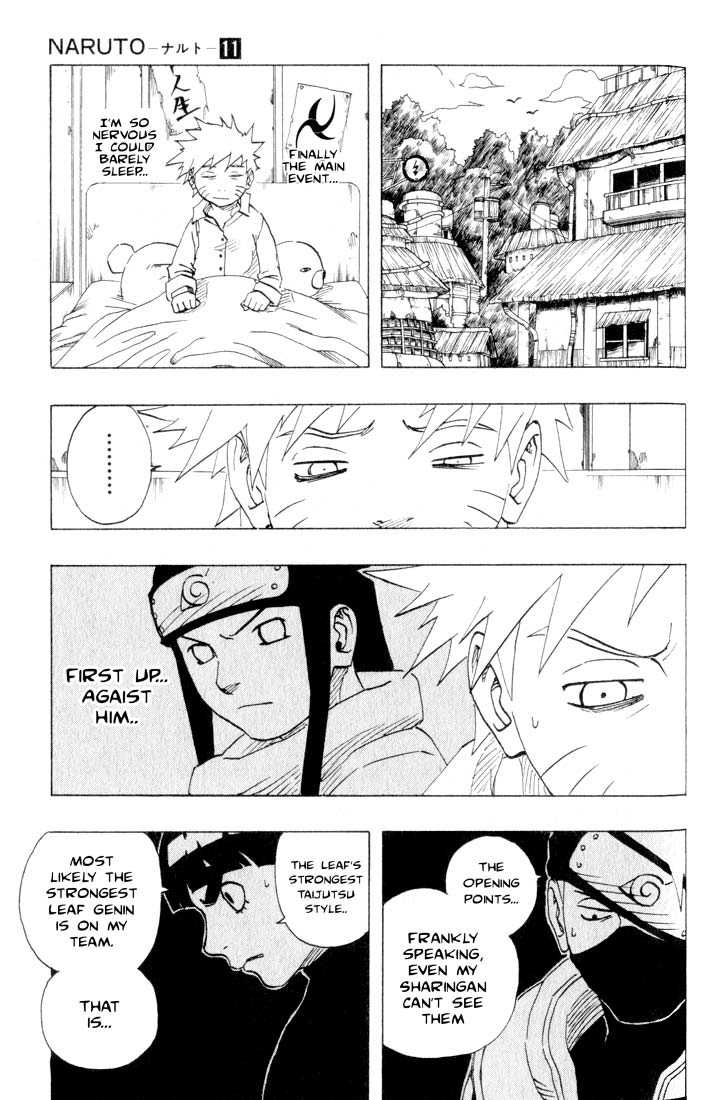 NARUTO —ナルト— 11
人生
I'M SO
NERVOUS
I COULD
BARELY
SLEEP..
FINALLY
THE MAIN
EVENT...
.........
FIRST UP...
AGAIST
HIM..
THE
OPENING
POINTS...
FRANKLY
SPEAKING,
EVEN MY
SHARINGAN
CAN'T SEE
THEM
THE LEAF'S
STRONGEST
TAIJUTSU
STYLE..
MOST
LIKELY THE
STRONGEST
LEAF GENIN
IS ON MY
TEAM.
THAT
IS...